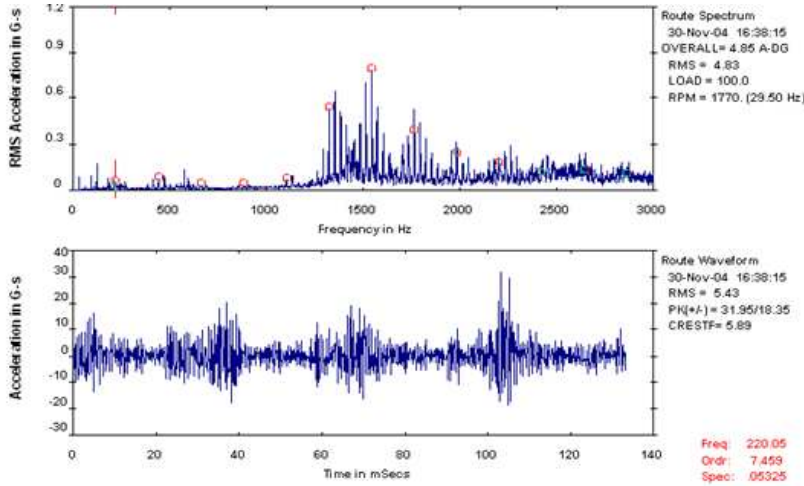 1.2
0.9
0.6
0.3
0
RMS Acceleration in G-s
0 500 1000 1500 2000 2500 3000
Frequency in Hz
Route Spectrum
30-Nov-04 16:38:15
OVERALL= 4.85 A-DG
RMS = 4.83
LOAD = 100.0
RPM = 1770. (29.50 Hz)
40
30
20
10
0
-10
-20
-30
Acceleration in G-s
0 20 40 60 80 100 120 140
Time in mSecs
Route Waveform
30-Nov-04 16:38:15
RMS = 5.43
PK(+/-) = 31.95/18.35
CRESTF= 5.89
Freq: 220.05
Ordr: 7.459
Spec: .05325